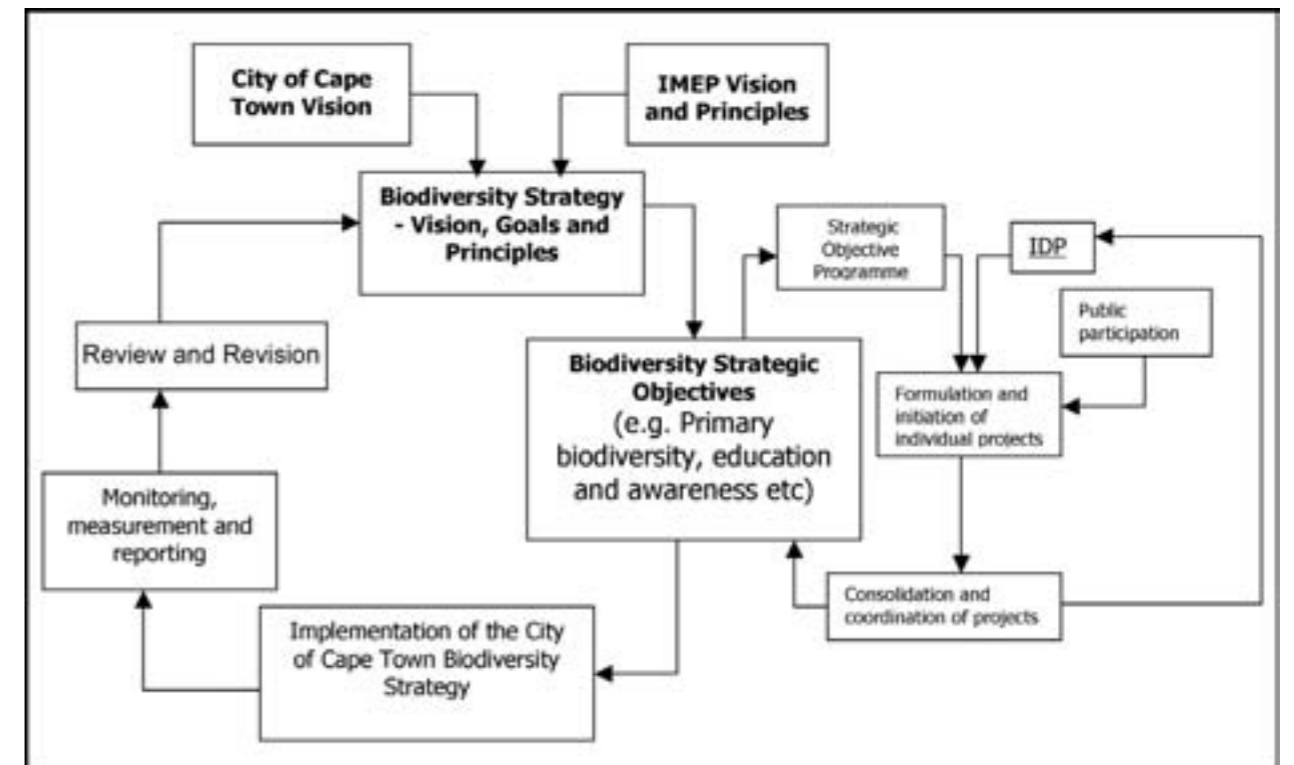 City of Cape
Town Vision
IMEP Vision
and Principles
Biodiversity Strategy
- Vision, Goals and
Principles
Strategic
Objective
Programme
IDP
Public
participation
Review and Revision
Biodiversity Strategic
Objectives
(e.g. Primary
biodiversity, education
and awareness etc)
Formulation and
initiation of
individual projects
Monitoring,
measurement and
reporting
Consolidation and
coordination of projects
Implementation of the City
of Cape Town Biodiversity
Strategy